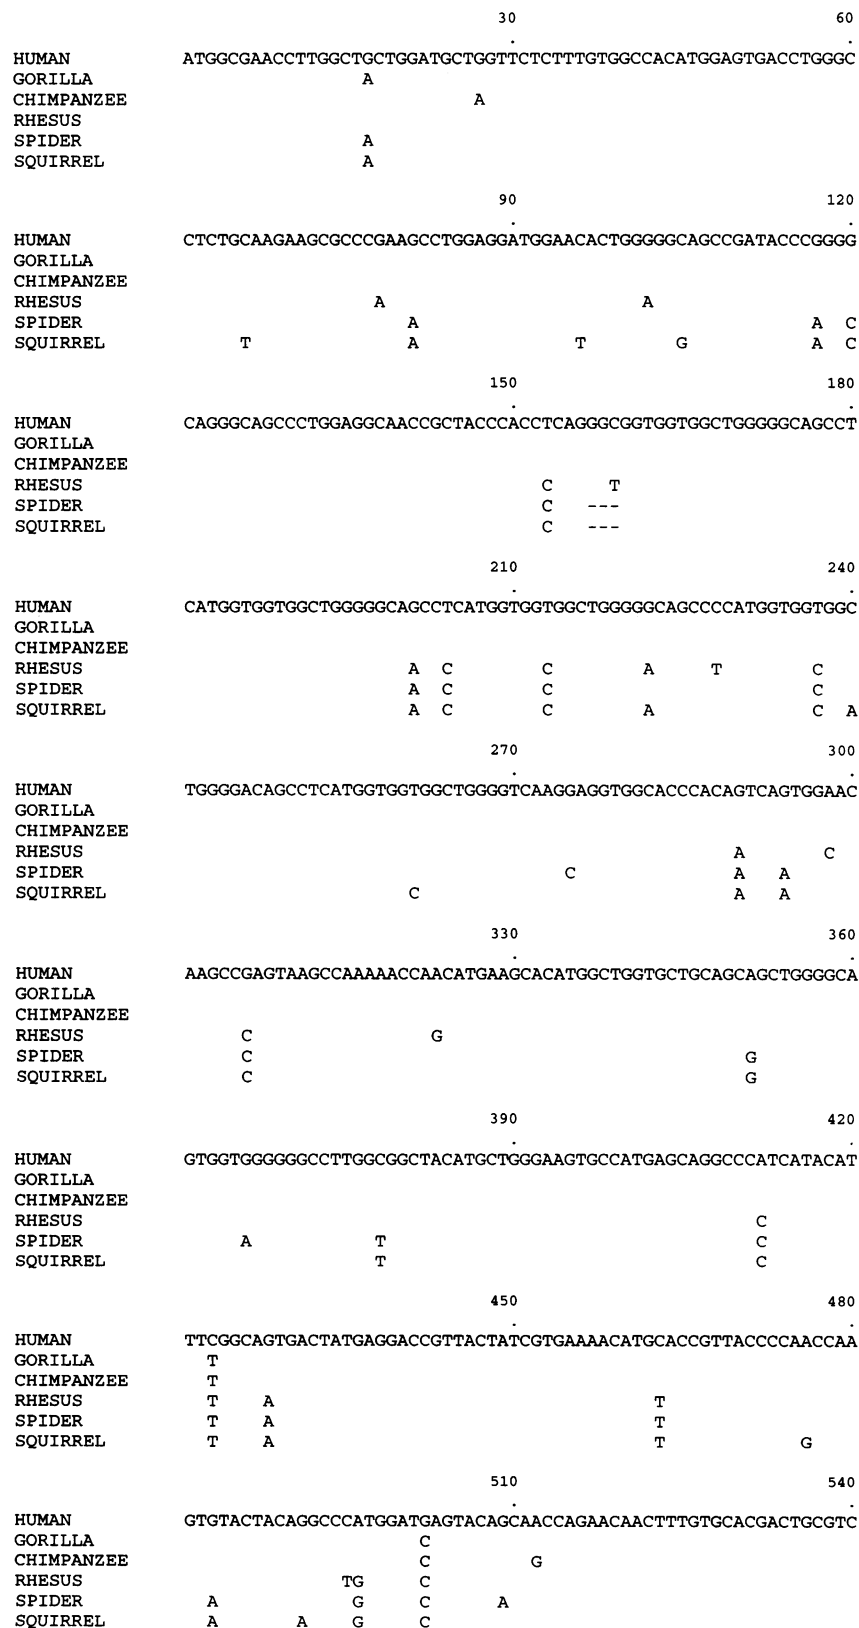 30 60
. .
HUMAN ATGGCGAACCTTGGCTGCTGGATGCTGGTTCTCTTTGTGGCCACATGGAGTGACCTGGGC
GORILLA A
CHIMPANZEE A
RHESUS
SPIDER A
SQUIRREL A
90 120
. .
HUMAN CTCTGCAAGAAGCGCCCGAAGCCTGGAGGATGGAACACTGGGGGCAGCCGATACCCGGGG
GORILLA
CHIMPANZEE
RHESUS A A
SPIDER A A C
SQUIRREL T A T G A C
150 180
. .
HUMAN CAGGGCAGCCCTGGAGGCAACCGCTACCCACCTCAGGGCGGTGGTGGCTGGGGGCAGCCT
GORILLA
CHIMPANZEE
RHESUS C T
SPIDER C ---
SQUIRREL C ---
210 240
. .
HUMAN CATGGTGGTGGCTGGGGGCAGCCTCATGGTGGTGGCTGGGGGCAGCCCCATGGTGGTGGC
GORILLA
CHIMPANZEE
RHESUS A C C A T C
SPIDER A C C C
SQUIRREL A C C A C A
270 300
. .
HUMAN TGGGGACAGCCTCATGGTGGTGGCTGGGGTCAAGGAGGTGGCACCCACAGTCAGTGGAAC
GORILLA
CHIMPANZEE
RHESUS A C
SPIDER C A A
SQUIRREL C A A
330 360
. .
HUMAN AAGCCGAGTAAGCCAAAAACCAACATGAAGCACATGGCTGGTGCTGCAGCAGCTGGGGCA
GORILLA
CHIMPANZEE
RHESUS C G
SPIDER C G
SQUIRREL C G
390 420
. .
HUMAN GTGGTGGGGGGCCTTGGCGGCTACATGCTGGGAAGTGCCATGAGCAGGCCCATCATACAT
GORILLA
CHIMPANZEE
RHESUS C
SPIDER A T C
SQUIRREL T C
450 480
. .
HUMAN TTCGGCAGTGACTATGAGGACCGTTACTATCGTGAAAACATGCACCGTTACCCCAACCAA
GORILLA T
CHIMPANZEE T
RHESUS T A T
SPIDER T A T
SQUIRREL T A T G
510 540
. .
HUMAN GTGTACTACAGGCCCATGGATGAGTACAGCAACCAGAACAACTTTGTGCACGACTGCGTC
GORILLA C
CHIMPANZEE C G
RHESUS TG C
SPIDER A G C A
SQUIRREL A A G C